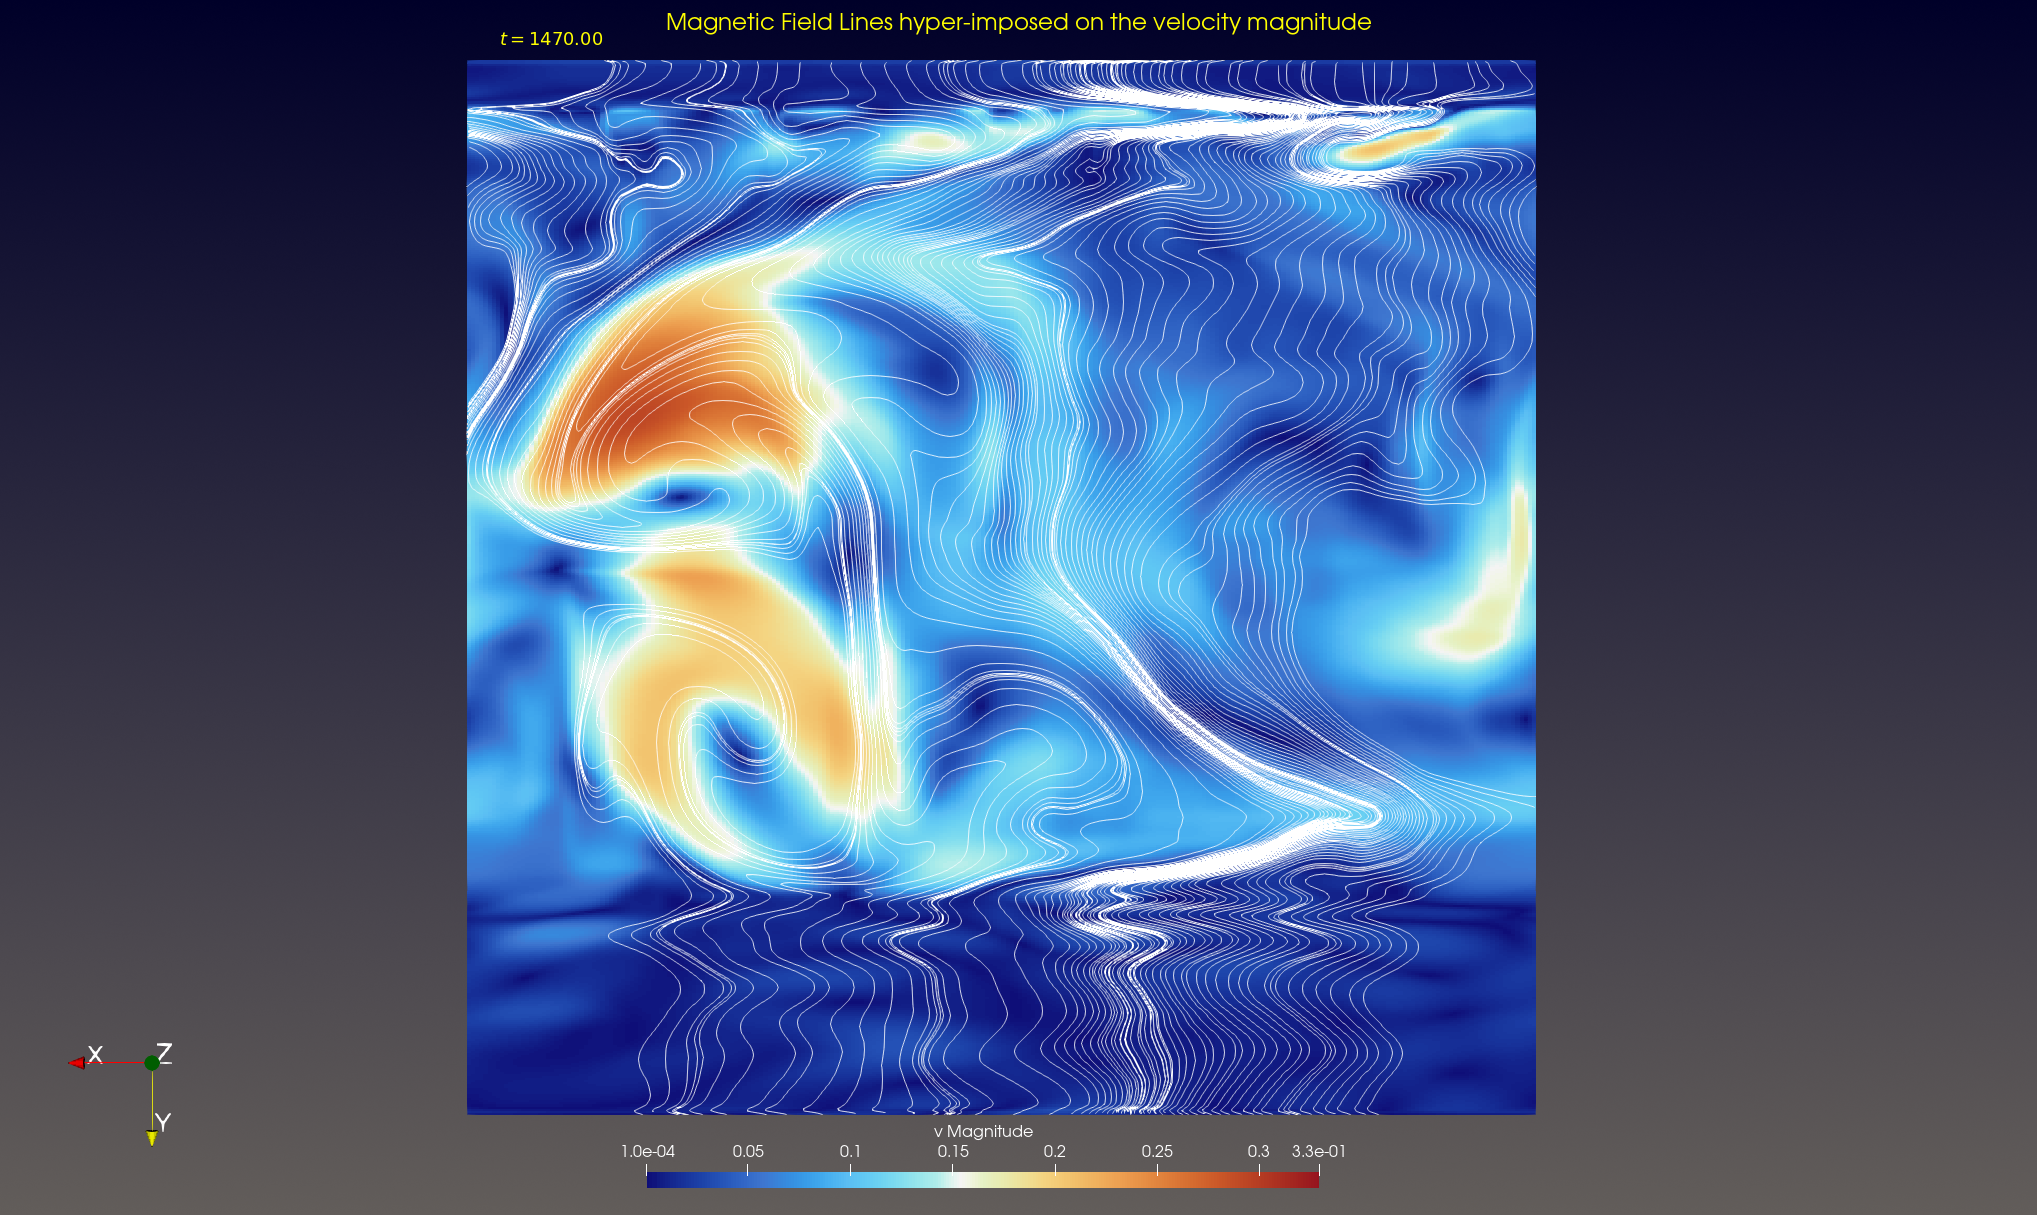 Magnetic Field Lines hyper-imposed on the velocity magnitude
t = 1470.00
X Z
Y
v Magnitude
1.0e-04 0.05 0.1 0.15 0.2 0.25 0.3 3.3e-01